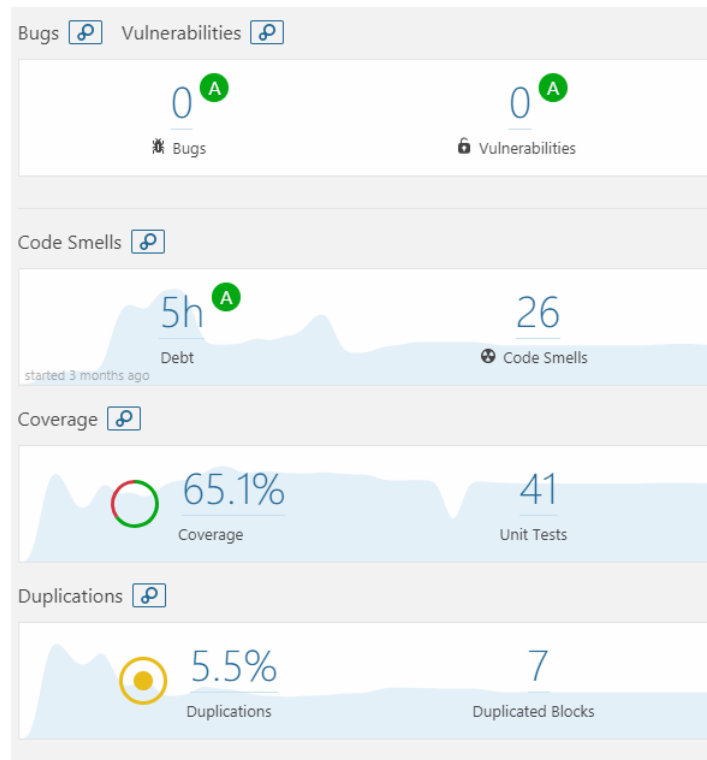 Bugs Vulnerabilities
0 A 0 A
Bugs Vulnerabilities
Code Smells
5h A 26
Debt Code Smells
started 3 months ago
Coverage
65.1% 41
Coverage Unit Tests
Duplications
5.5% 7
Duplications Duplicated Blocks